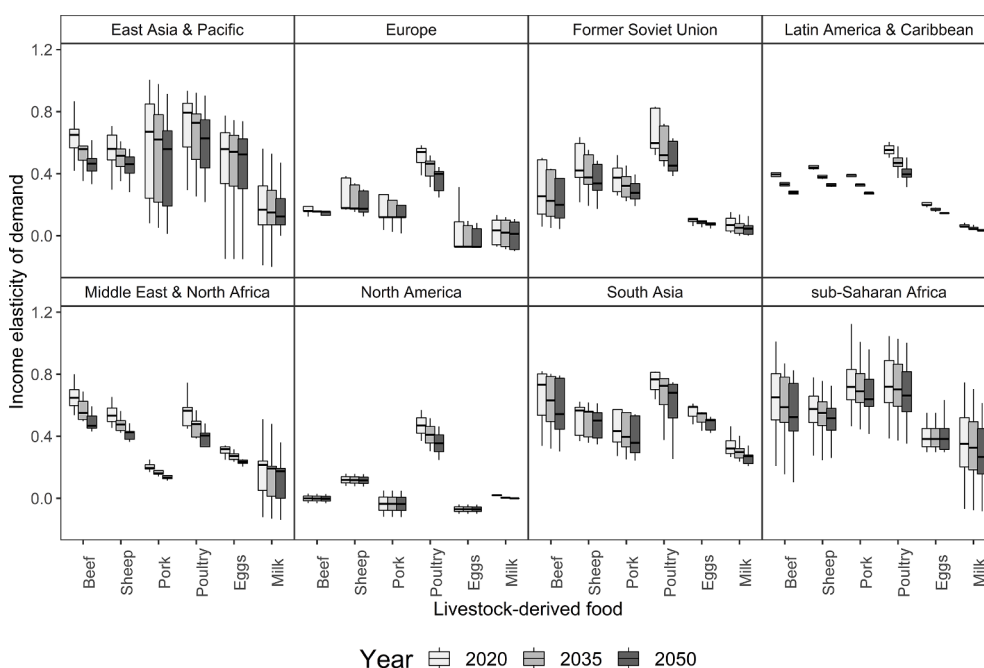 East Asia & Pacific Europe Former Soviet Union Latin America & Caribbean
1.2
0.8
0.4
0.0
Middle East & North Africa North America South Asia sub-Saharan Africa
1.2
0.8
0.4
0.0
Income elasticity of demand
Beef Sheep Pork Poultry Eggs Milk Beef Sheep Pork Poultry Eggs Milk Beef Sheep Pork Poultry Eggs Milk Beef Sheep Pork Poultry Eggs Milk
Livestock-derived food
Year 2020 2035 2050